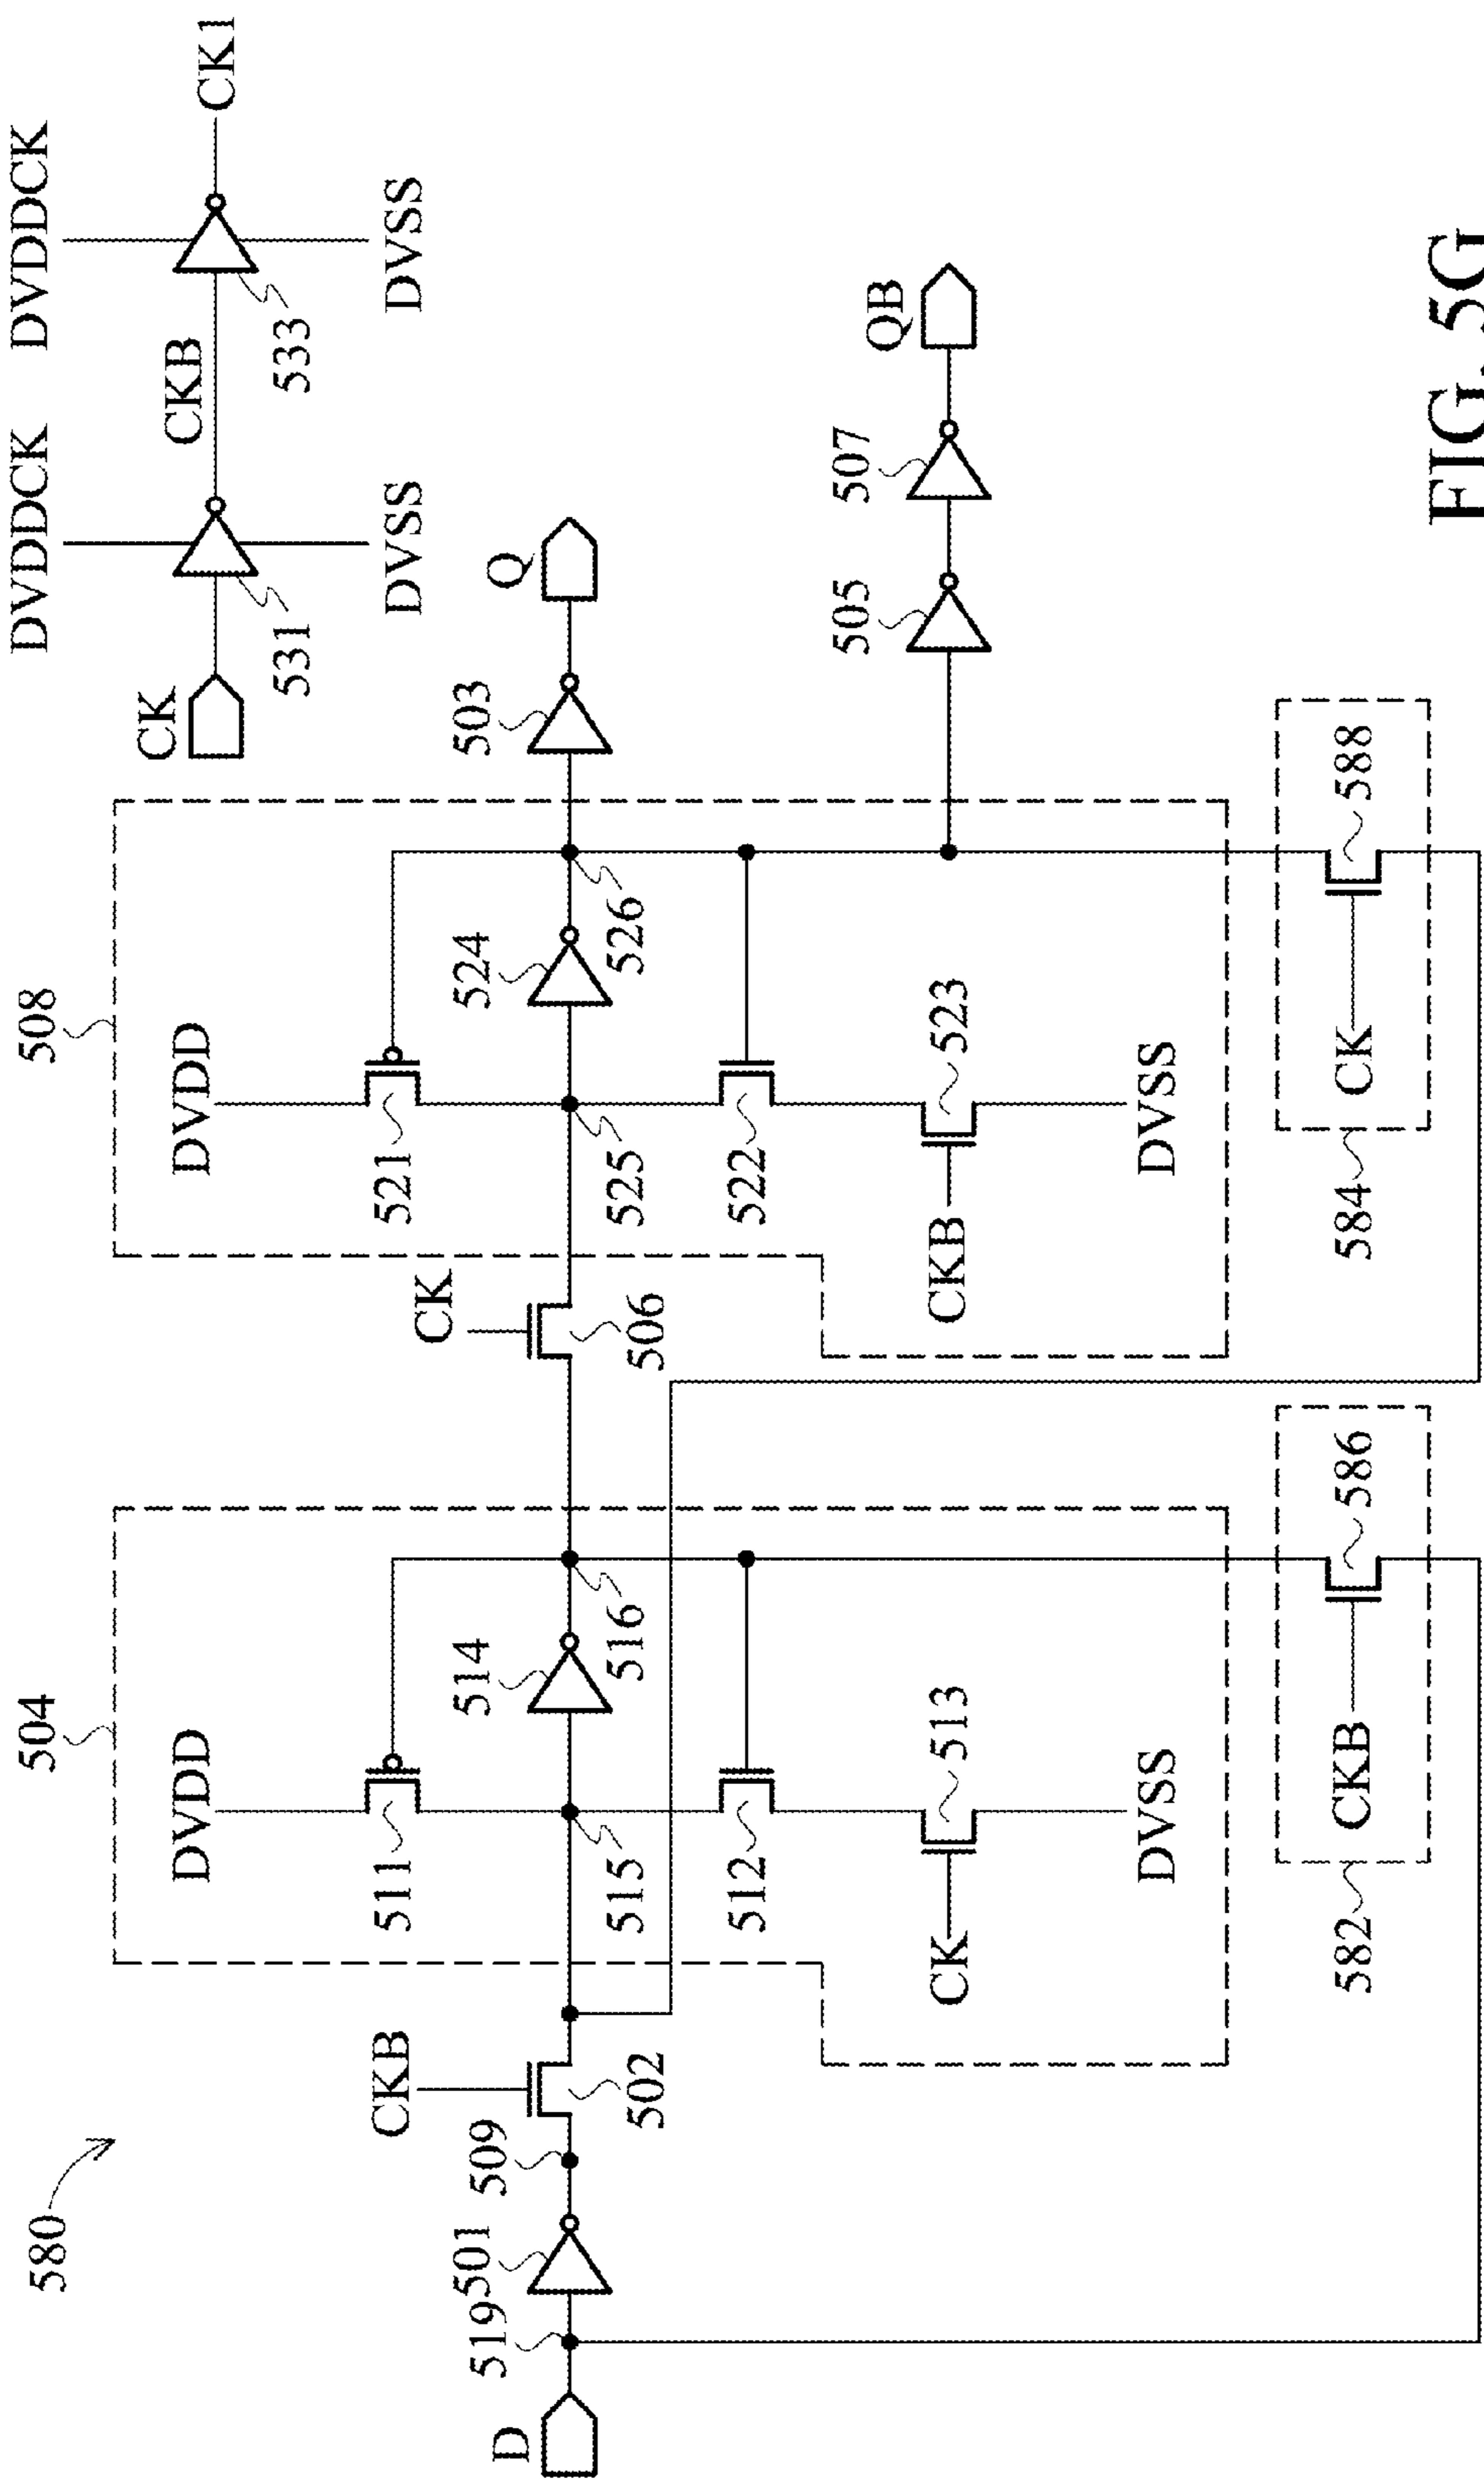 580
504
508
DVDDCK
DVDDCK
CK
CKB
CK1
531
533
DVSS
DVSS
DVDD
DVDD
511
521
CKB
CK
D
519
501
509
502
515
514
516
506
525
524
526
503
Q
512
522
513
523
CK
CKB
DVSS
DVSS
505
507
QB
582
CKB
586
584
CK
588
FIG. 5G